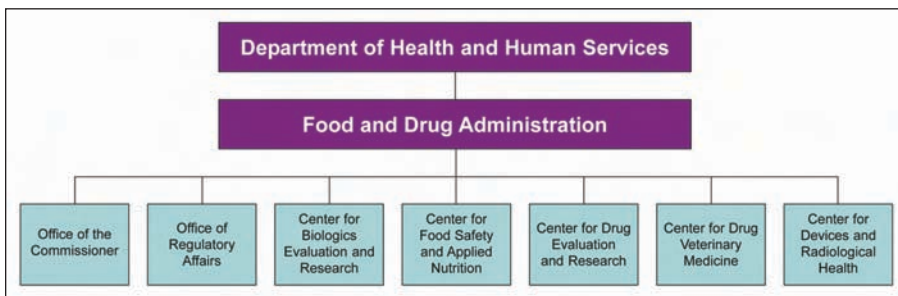 Department of Health and Human Services
Food and Drug Administration
Office of the
Commissioner
Office of
Regulatory
Affairs
Center for
Biologics
Evaluation and
Research
Center for
Food Safety
and Applied
Nutrition
Center for Drug
Evaluation
and Research
Center for Drug
Veterinary
Medicine
Center for
Devices and
Radiological
Health